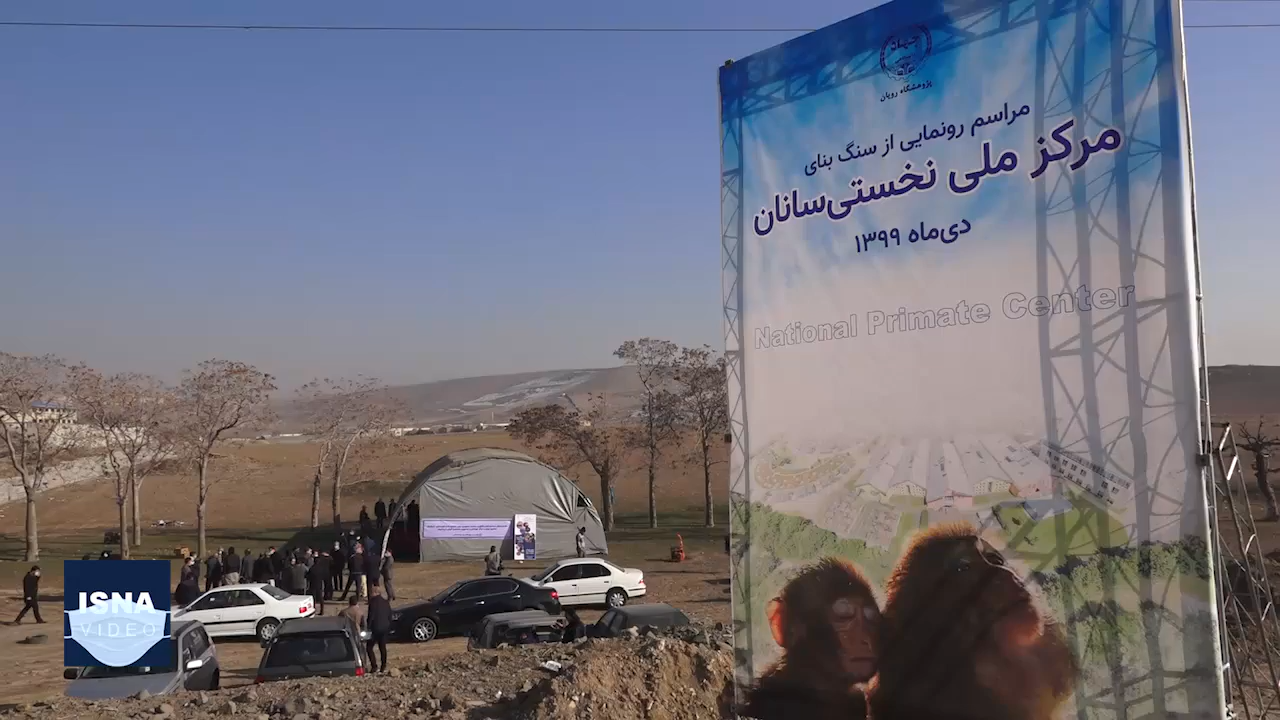 جهاد
پژوهشگاه رویان
مراسم رونمایی از سنگ بنای
مرکز ملی نخستی‌سانان
دی‌ماه ۱۳۹۹
National Primate Center
ISNA
VIDEO